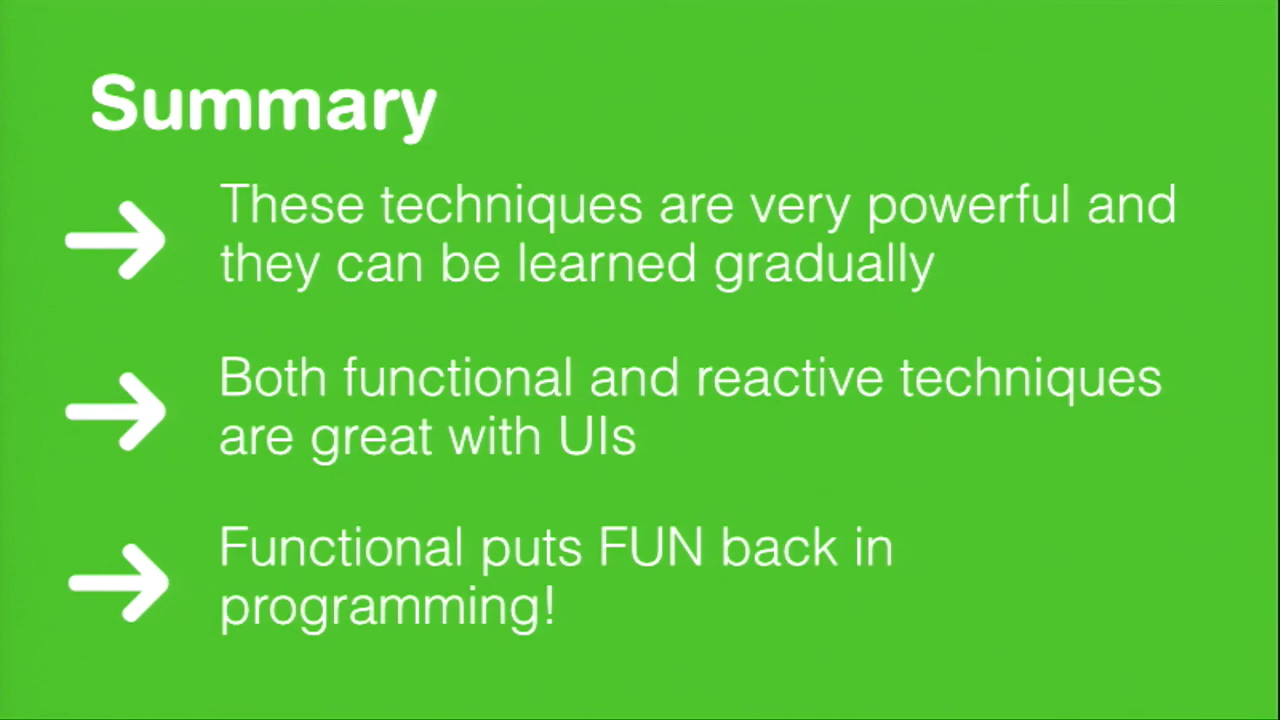 Summary
These techniques are very powerful and
they can be learned gradually
Both functional and reactive techniques
are great with UIs
Functional puts FUN back in
programming!